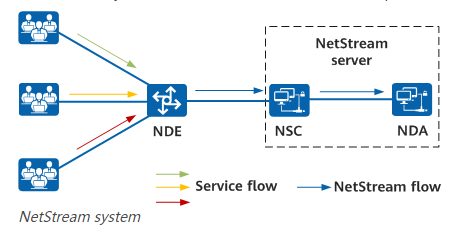 NetStream
server
NDE
NSC
NDA
Service flow
NetStream flow
NetStream system